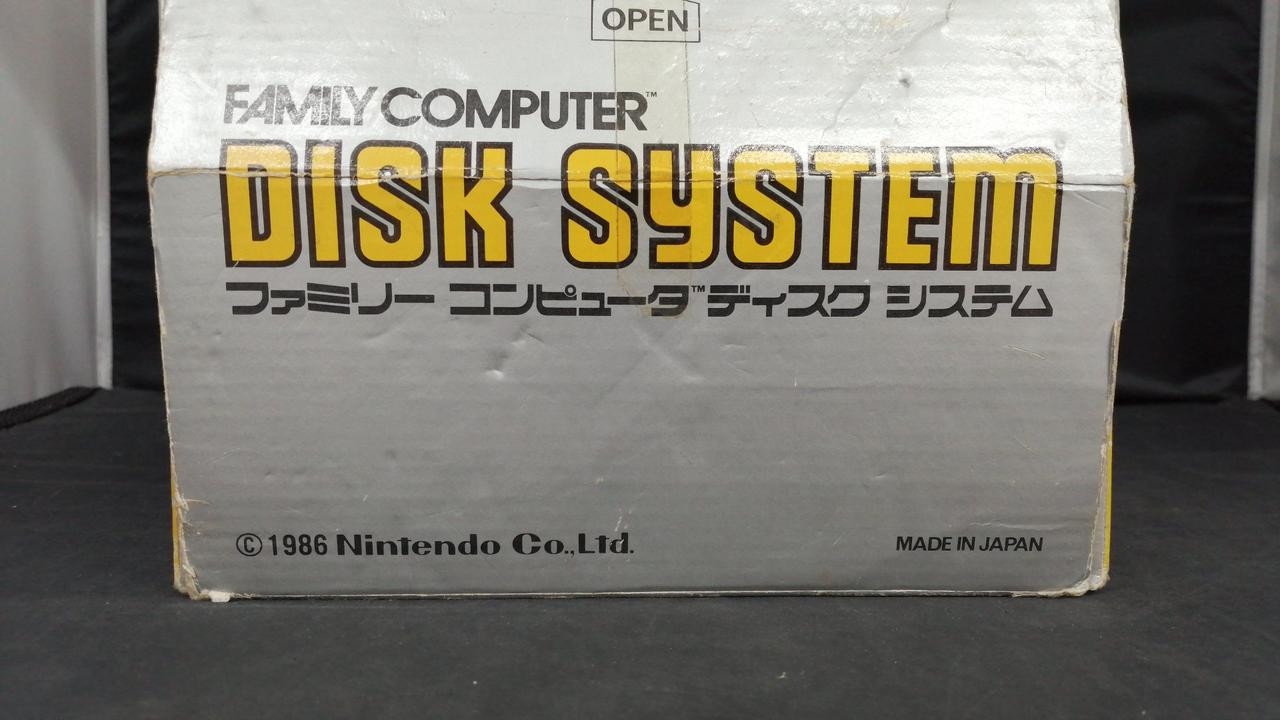 OPEN
FAMILY COMPUTER™
DISK SYSTEM
ファミリー コンピュータ™ ディスク システム
©1986 Nintendo Co.,Ltd.
MADE IN JAPAN